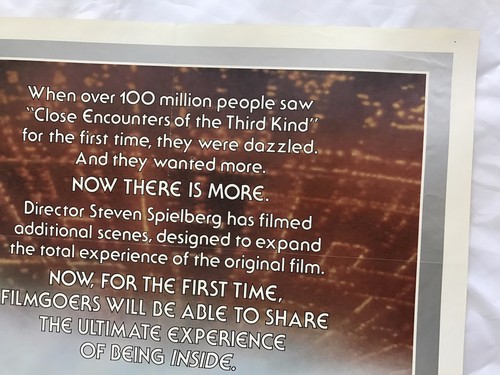 When over 100 million people saw
"Close Encounters of the Third Kind"
for the first time, they were dazzled.
And they wanted more.
NOW THERE IS MORE.
Director Steven Spielberg has filmed
additional scenes, designed to expand
the total experience of the original film.
NOW, FOR THE FIRST TIME,
FILMGOERS WILL BE ABLE TO SHARE
THE ULTIMATE EXPERIENCE
OF BEING INSIDE.